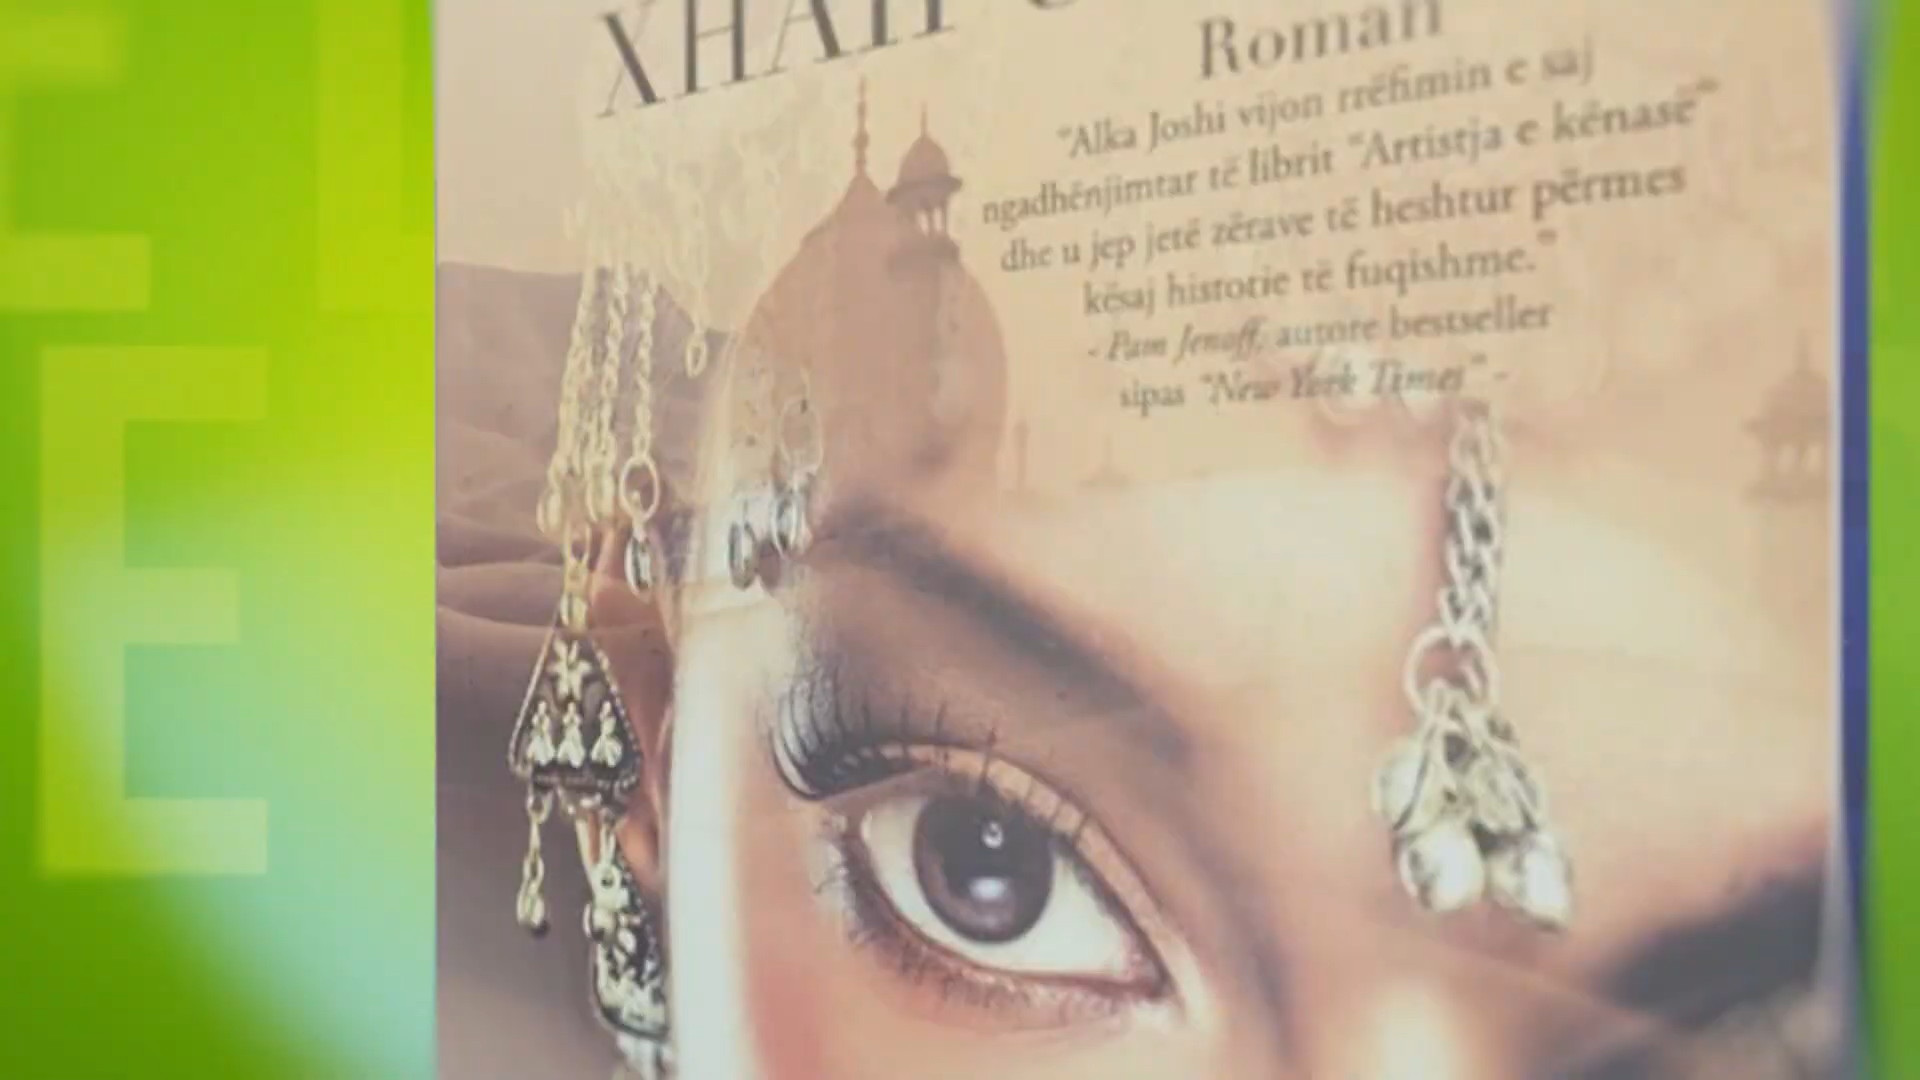 Roman
“Alka Joshi vijon rrëfimin e saj
ngadhënjimtar të librit “Artistja e kënasë”
dhe u jep jetë zërave të heshtur përmes
kësaj historie të fuqishme.”
- Pam Jenoff, autore bestseller
sipas “New York Times” -